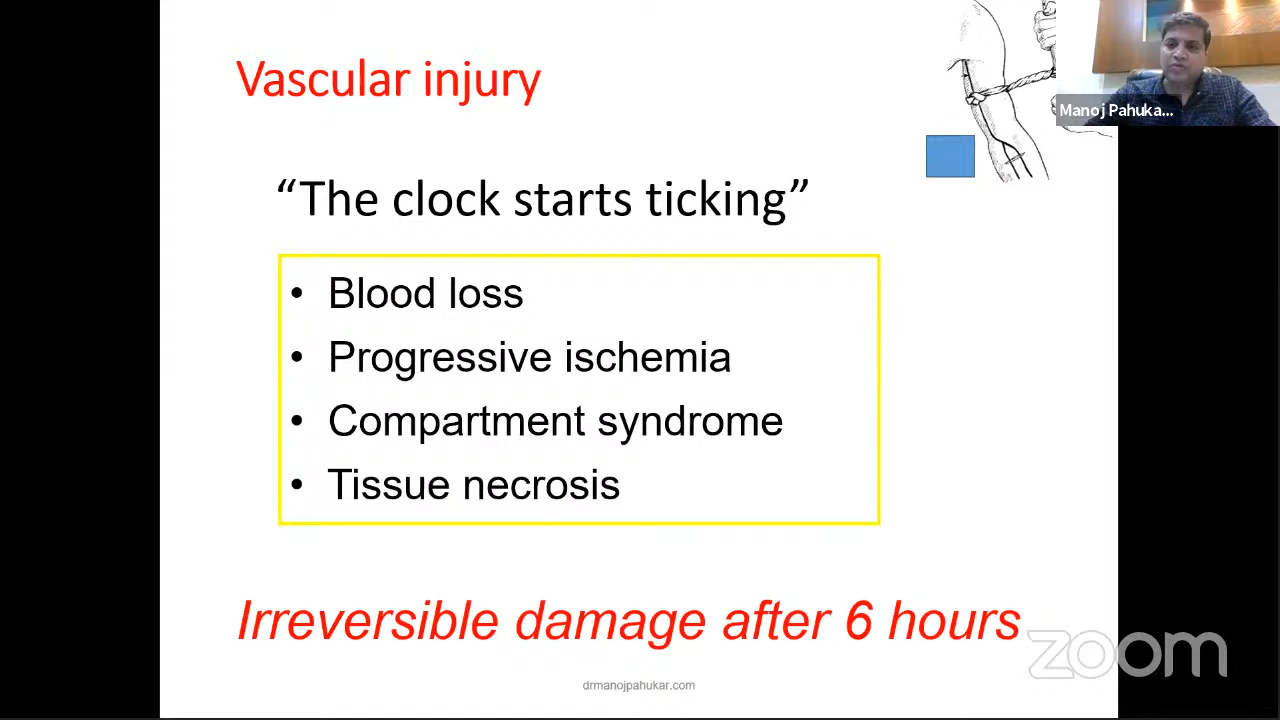 Vascular injury
Manoj Pahuka...
“The clock starts ticking”
• Blood loss
• Progressive ischemia
• Compartment syndrome
• Tissue necrosis
Irreversible damage after 6 hours
zoom
drmanojpahukar.com